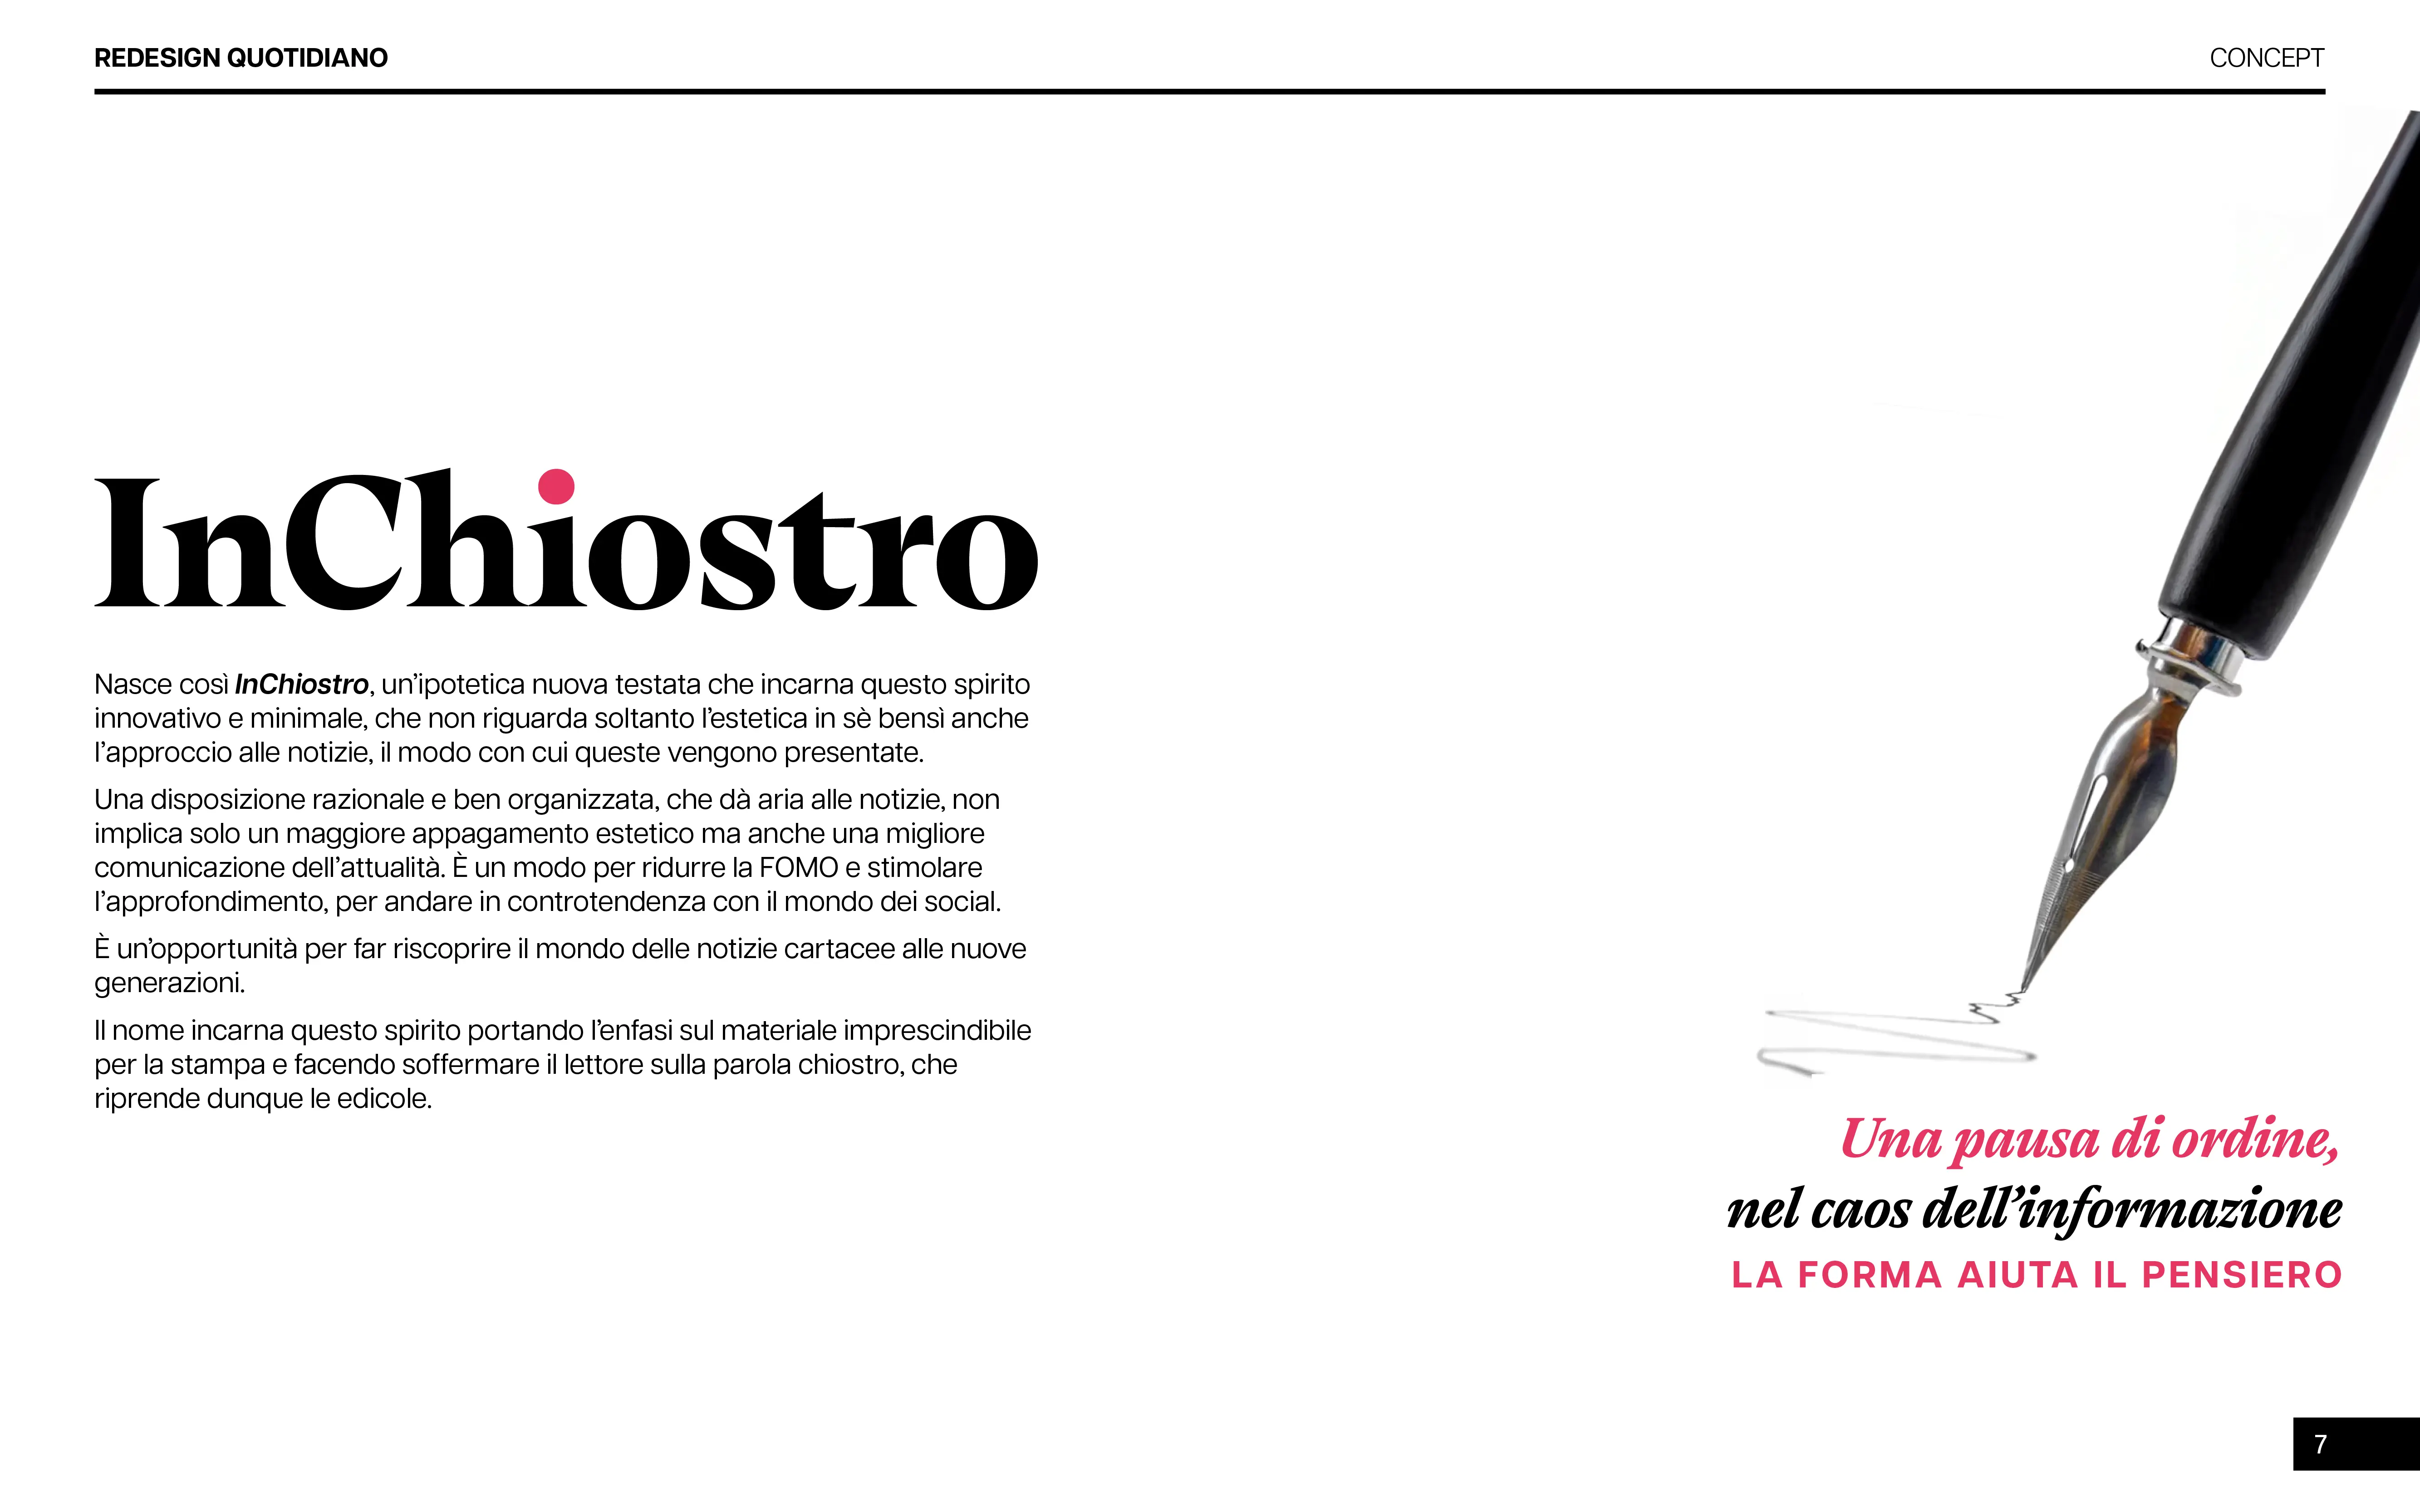 REDESIGN QUOTIDIANO
CONCEPT
InChiostro
Nasce così InChiostro, un’ipotetica nuova testata che incarna questo spirito
innovativo e minimale, che non riguarda soltanto l’estetica in sè bensì anche
l’approccio alle notizie, il modo con cui queste vengono presentate.
Una disposizione razionale e ben organizzata, che dà aria alle notizie, non
implica solo un maggiore appagamento estetico ma anche una migliore
comunicazione dell’attualità. È un modo per ridurre la FOMO e stimolare
l’approfondimento, per andare in controtendenza con il mondo dei social.
È un’opportunità per far riscoprire il mondo delle notizie cartacee alle nuove
generazioni.
Il nome incarna questo spirito portando l’enfasi sul materiale imprescindibile
per la stampa e facendo soffermare il lettore sulla parola chiostro, che
riprende dunque le edicole.
Una pausa di ordine,
nel caos dell’informazione
LA FORMA AIUTA IL PENSIERO
7